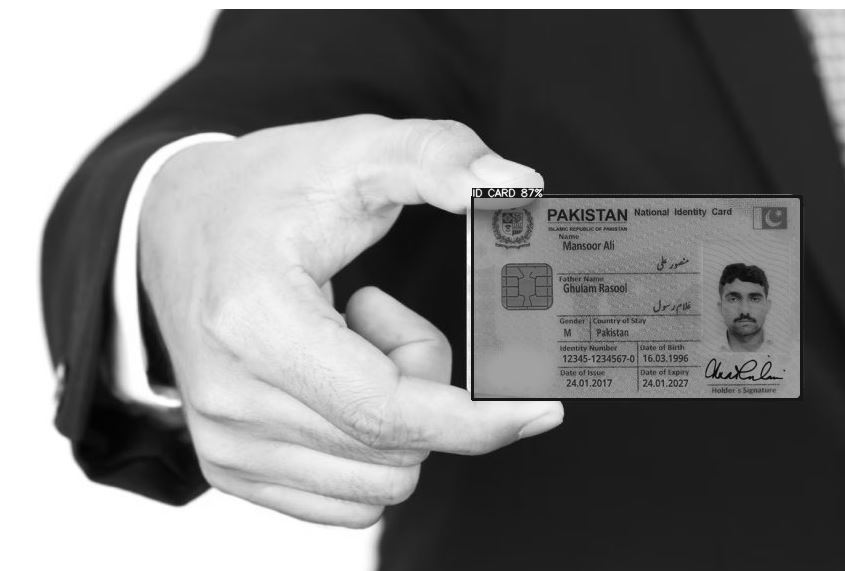 ID CARD 87%
PAKISTAN National Identity Card
ISLAMIC REPUBLIC OF PAKISTAN
Name
Mansoor Ali
منصور علی
Father Name
Ghulam Rasool
غلام رسول
Gender Country of Stay
M Pakistan
Identity Number Date of Birth
12345-1234567-0 16.03.1996
Date of Issue Date of Expiry
24.01.2017 24.01.2027
Holder's Signature